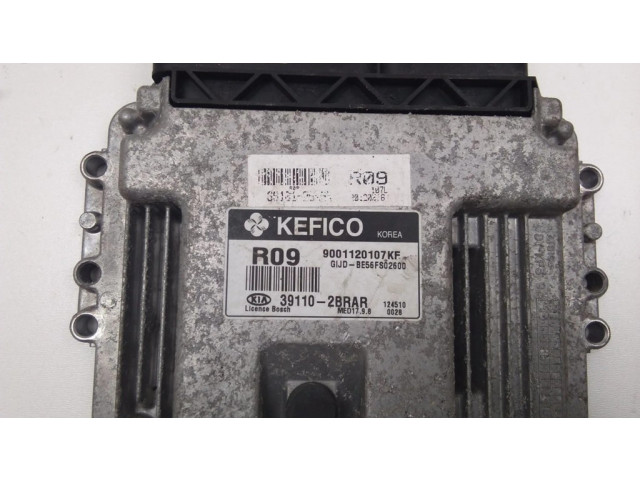 R09
KEFICO KOREA
R09 9001120107KF
GIJD-BE56FS02600
KIA 39110-2BRAR 124510
License Bosch MED17.9.8 0026